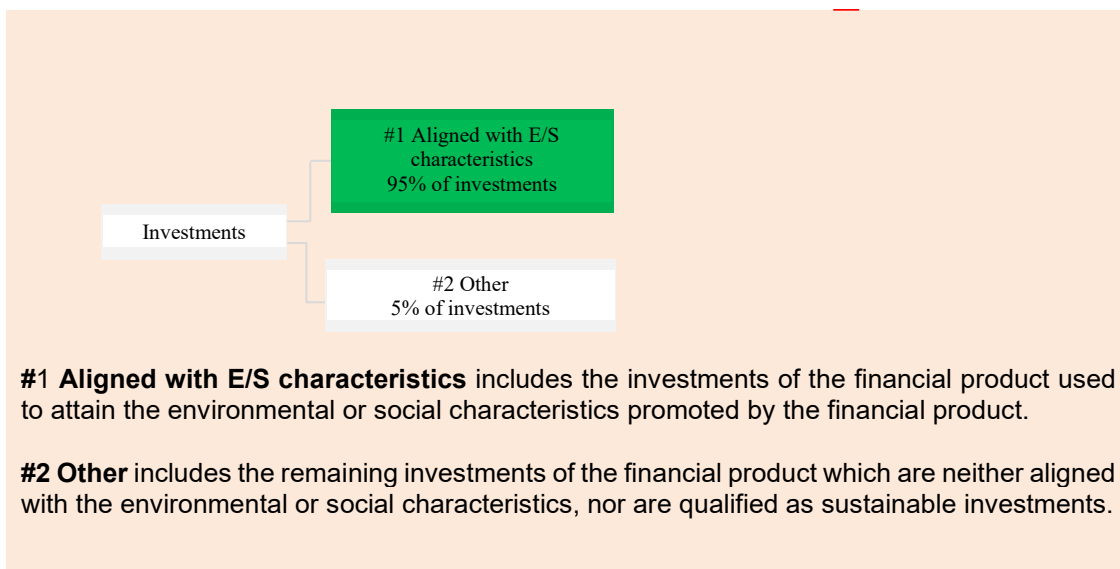 #1 Aligned with E/S
characteristics
95% of investments
Investments
#2 Other
5% of investments
#1 Aligned with E/S characteristics includes the investments of the financial product used
to attain the environmental or social characteristics promoted by the financial product.
#2 Other includes the remaining investments of the financial product which are neither aligned
with the environmental or social characteristics, nor are qualified as sustainable investments.